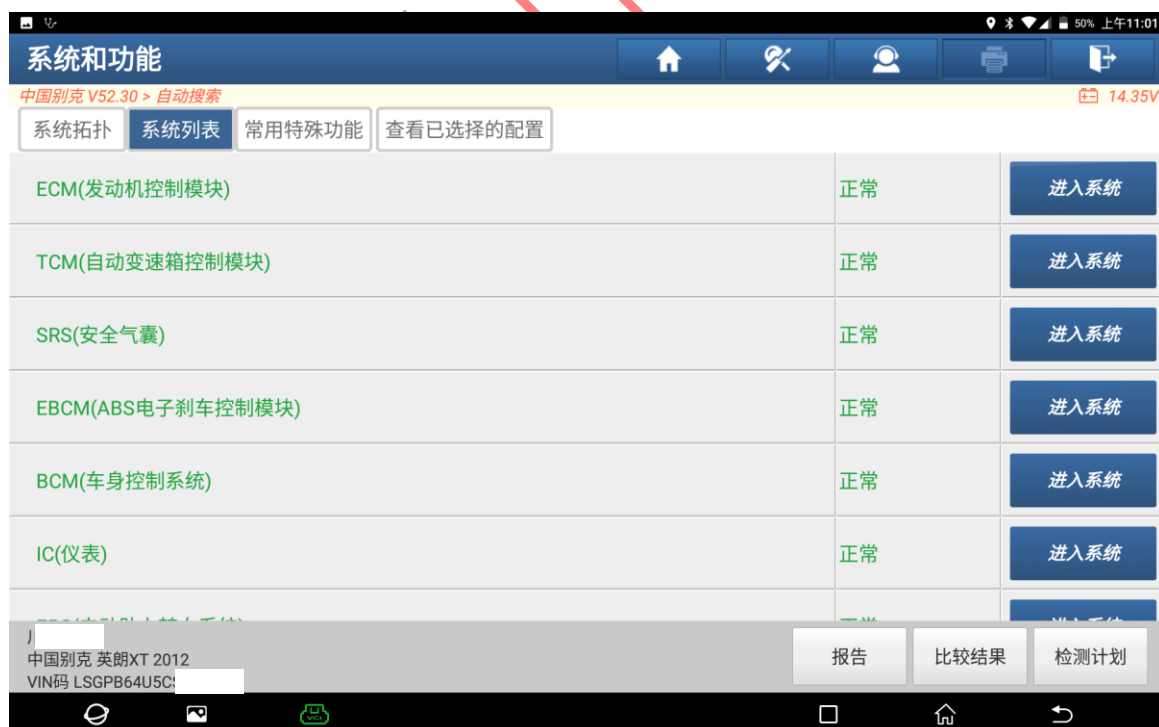 50% 上午11:01
系统和功能
中国别克 V52.30 > 自动搜索 14.35V
系统拓扑 系统列表 常用特殊功能 查看已选择的配置
ECM(发动机控制模块) 正常 进入系统
TCM(自动变速箱控制模块) 正常 进入系统
SRS(安全气囊) 正常 进入系统
EBCM(ABS电子刹车控制模块) 正常 进入系统
BCM(车身控制系统) 正常 进入系统
IC(仪表) 正常 进入系统
中国别克 英朗XT 2012
VIN码 LSGPB64U5C
报告 比较结果 检测计划
VCI